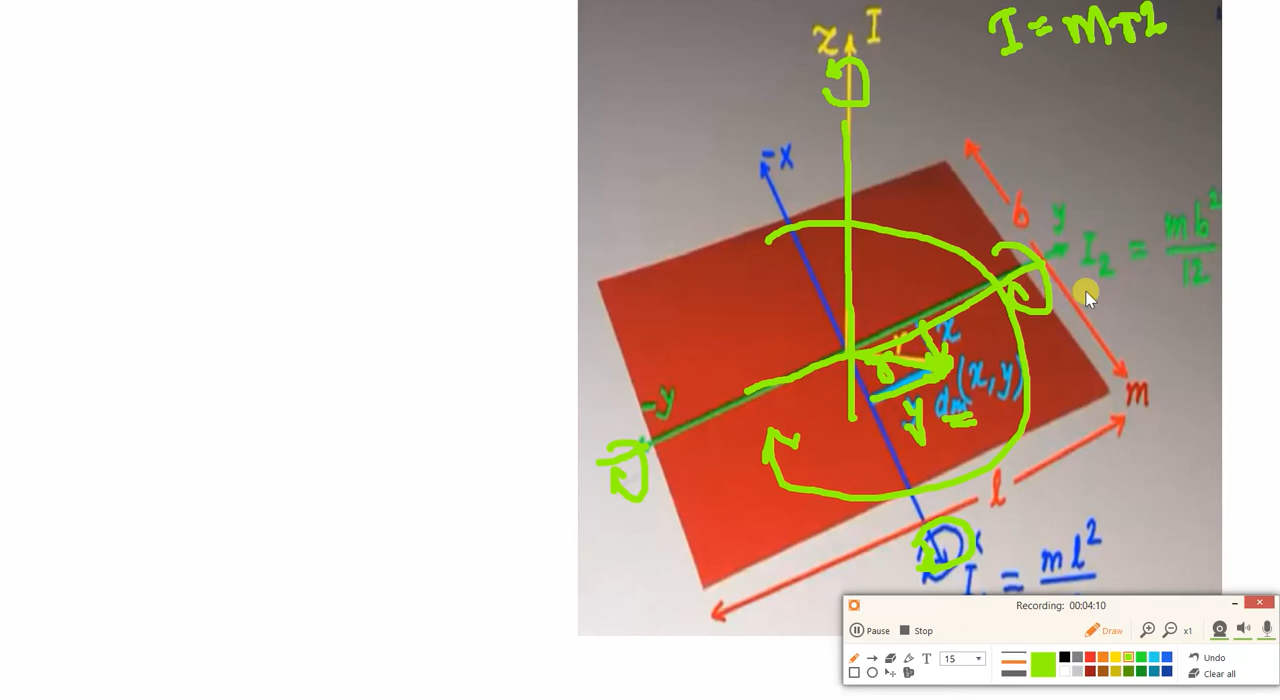 I = mr2
z I
-x
b
y I2 = mb2
12
x
r
r
(x, y)
y dm
-y
m
l
x
= ml2
Recording: 00:04:10
Pause Stop Draw x1
T 15 Undo
Clear all